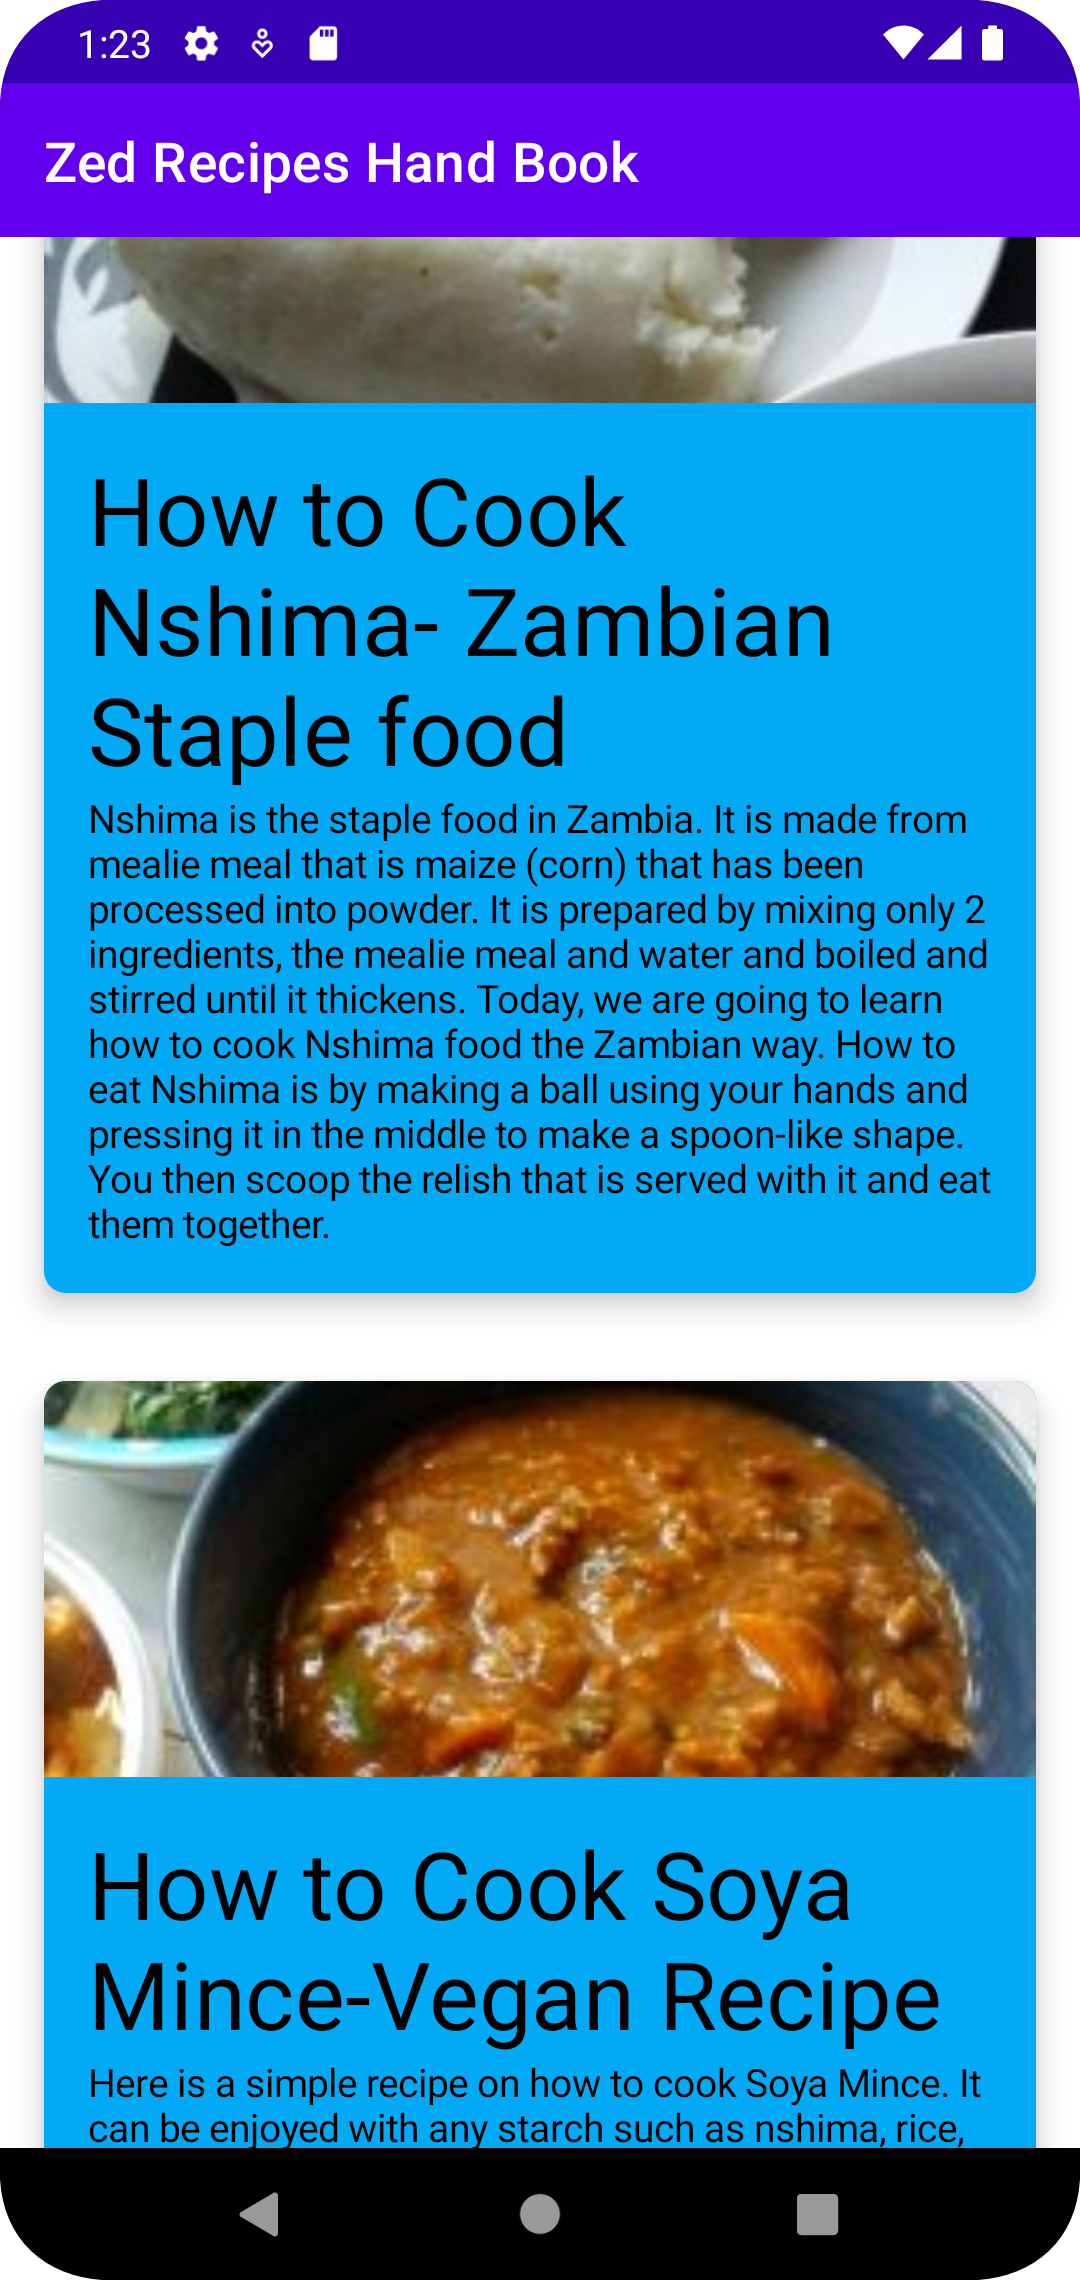 1:23
Zed Recipes Hand Book
How to Cook
Nshima- Zambian
Staple food
Nshima is the staple food in Zambia. It is made from
mealie meal that is maize (corn) that has been
processed into powder. It is prepared by mixing only 2
ingredients, the mealie meal and water and boiled and
stirred until it thickens. Today, we are going to learn
how to cook Nshima food the Zambian way. How to
eat Nshima is by making a ball using your hands and
pressing it in the middle to make a spoon-like shape.
You then scoop the relish that is served with it and eat
them together.
How to Cook Soya
Mince-Vegan Recipe
Here is a simple recipe on how to cook Soya Mince. It
can be enjoyed with any starch such as nshima, rice,